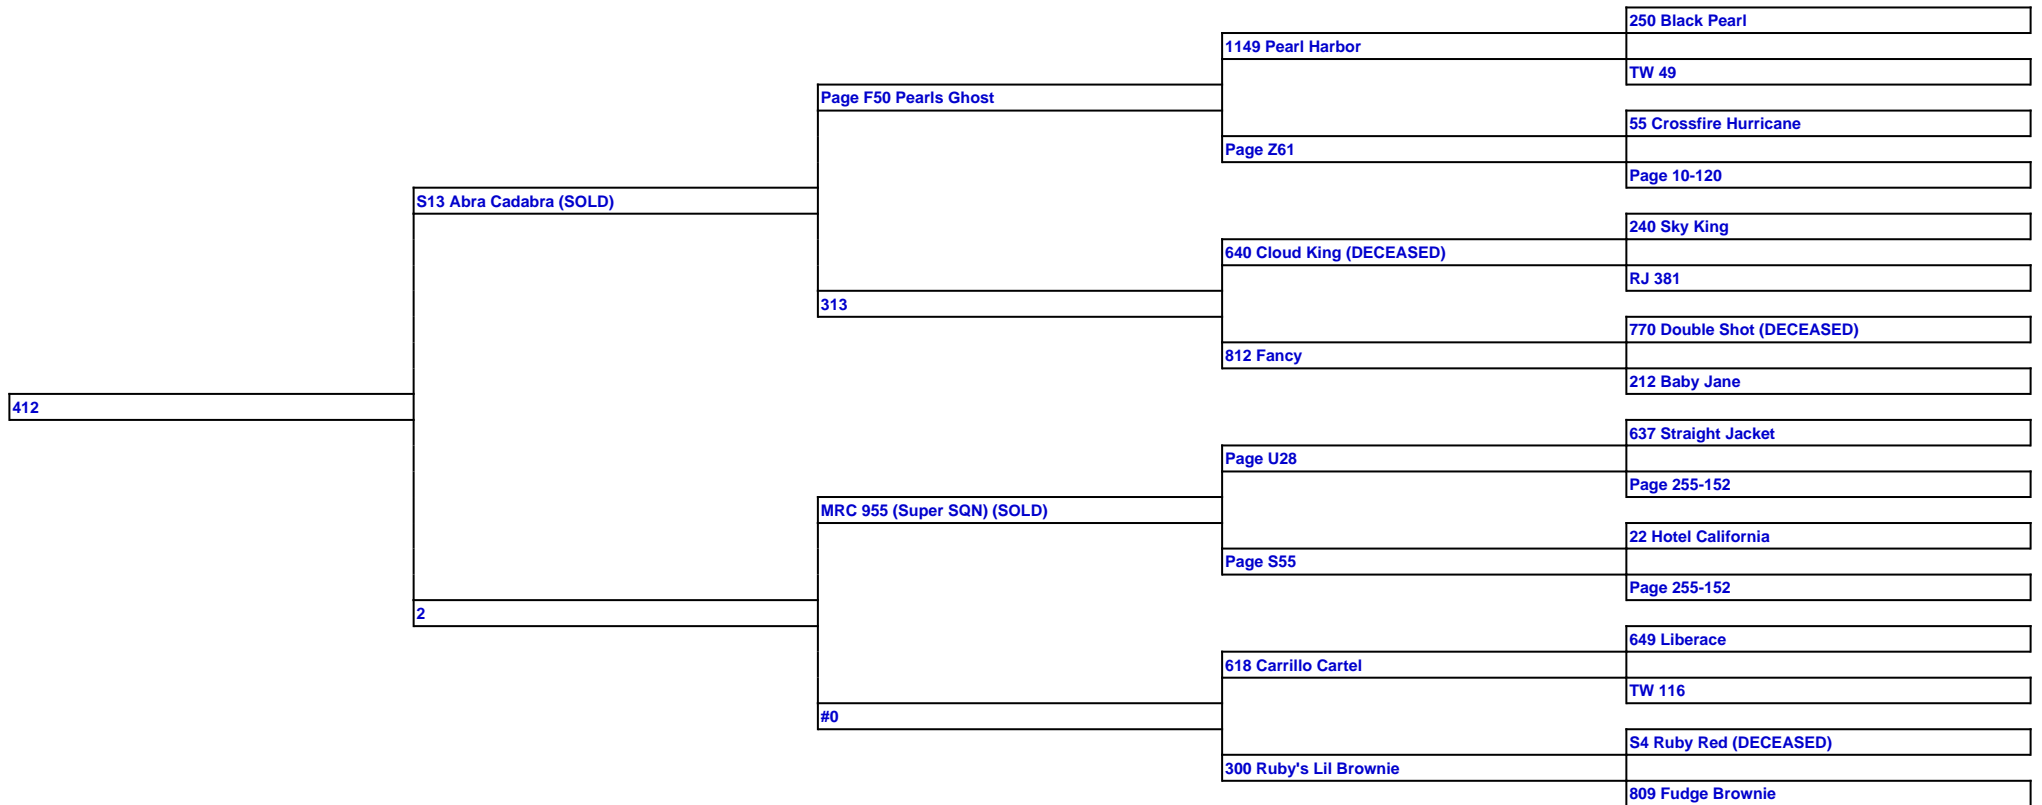 250 Black Pearl
1149 Pearl Harbor
TW 49
Page F50 Pearls Ghost
55 Crossfire Hurricane
Page Z61
Page 10-120
S13 Abra Cadabra (SOLD)
240 Sky King
640 Cloud King (DECEASED)
RJ 381
313
770 Double Shot (DECEASED)
812 Fancy
212 Baby Jane
412
637 Straight Jacket
Page U28
Page 255-152
MRC 955 (Super SQN) (SOLD)
22 Hotel California
Page S55
Page 255-152
2
649 Liberace
618 Carrillo Cartel
TW 116
#0
S4 Ruby Red (DECEASED)
300 Ruby's Lil Brownie
809 Fudge Brownie